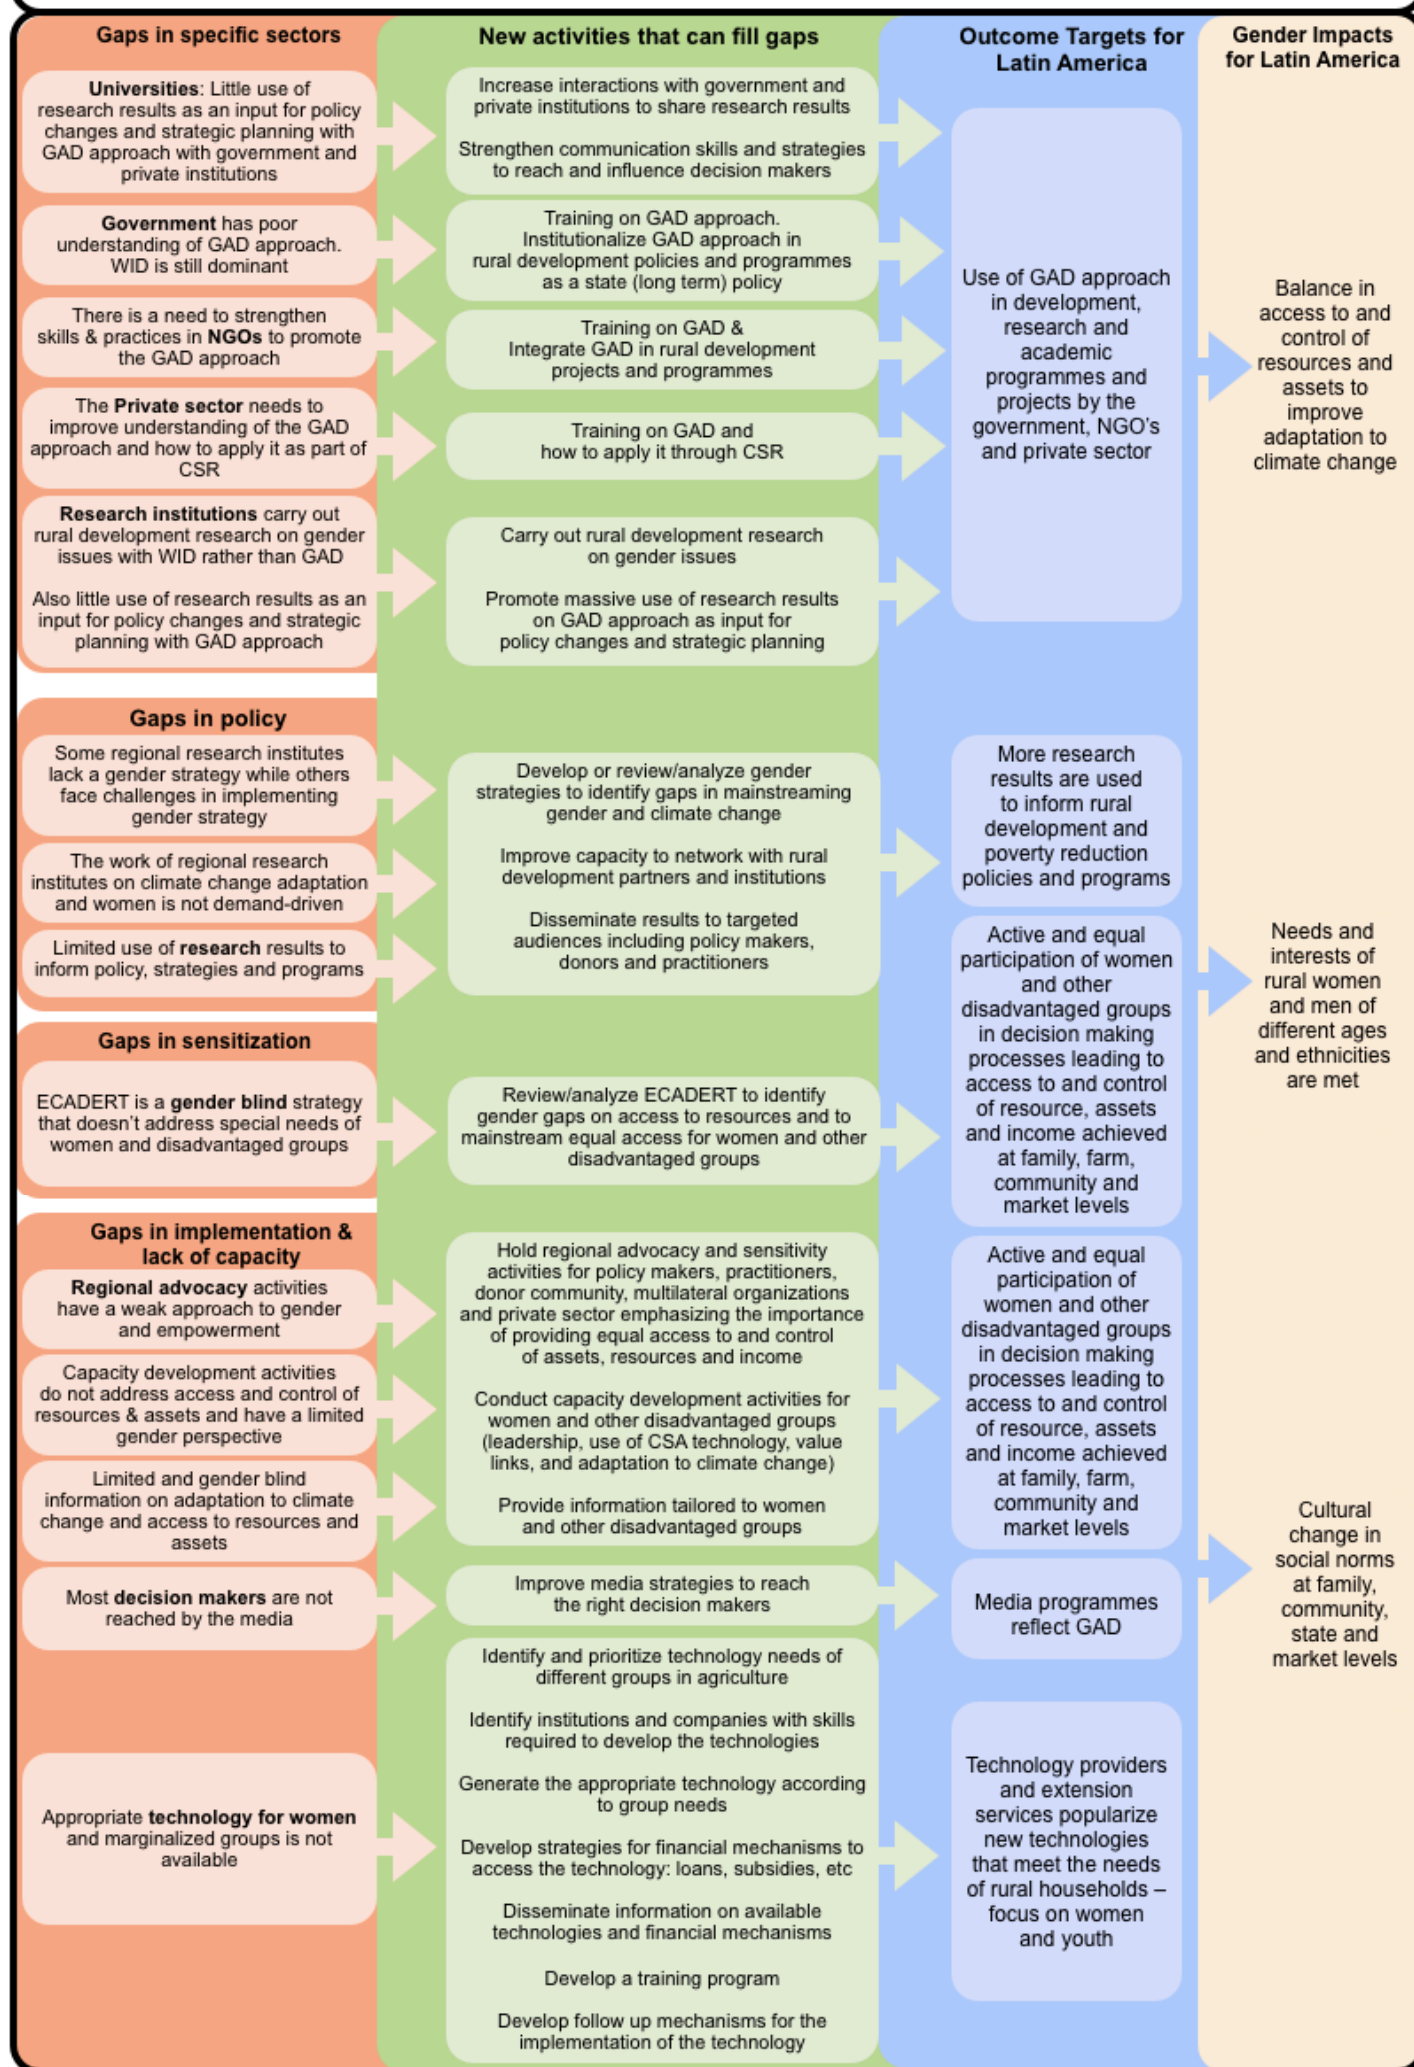 Gaps in specific sectors
Universities: Little use of
research results as an input for policy
changes and strategic planning with
GAD approach with government and
private institutions
Government has poor
understanding of GAD approach.
WID is still dominant
There is a need to strengthen
skills & practices in NGOs to promote
the GAD approach
The Private sector needs to
improve understanding of the GAD
approach and how to apply it as part of
CSR
Research institutions carry out
rural development research on gender
issues with WID rather than GAD
Also little use of research results as an
input for policy changes and strategic
planning with GAD approach
Gaps in policy
Some regional research institutes
lack a gender strategy while others
face challenges in implementing
gender strategy
The work of regional research
institutes on climate change adaptation
and women is not demand-driven
Limited use of research results to
inform policy, strategies and programs
Gaps in sensitization
ECADERT is a gender blind strategy
that doesn't address special needs of
women and disadvantaged groups
Gaps in implementation &
lack of capacity
Regional advocacy activities
have a weak approach to gender
and empowerment
Capacity development activities
do not address access and control of
resources & assets and have a limited
gender perspective
Limited and gender blind
information on adaptation to climate
change and access to resources and
assets
Most decision makers are not
reached by the media
Appropriate technology for women
and marginalized groups is not
available
New activities that can fill gaps
Increase interactions with government and
private institutions to share research results
Strengthen communication skills and strategies
to reach and influence decision makers
Training on GAD approach.
Institutionalize GAD approach in
rural development policies and programmes
as a state (long term) policy
Training on GAD &
Integrate GAD in rural development
projects and programmes
Training on GAD and
how to apply it through CSR
Carry out rural development research
on gender issues
Promote massive use of research results
on GAD approach as input for
policy changes and strategic planning
Develop or review/analyze gender
strategies to identify gaps in mainstreaming
gender and climate change
Improve capacity to network with rural
development partners and institutions
Disseminate results to targeted
audiences including policy makers,
donors and practitioners
Review/analyze ECADERT to identify
gender gaps on access to resources and to
mainstream equal access for women and other
disadvantaged groups
Hold regional advocacy and sensitivity
activities for policy makers, practitioners,
donor community, multilateral organizations
and private sector emphasizing the importance
of providing equal access to and control
of assets, resources and income
Conduct capacity development activities for
women and other disadvantaged groups
(leadership, use of CSA technology, value
links, and adaptation to climate change)
Provide information tailored to women
and other disadvantaged groups
Improve media strategies to reach
the right decision makers
Identify and prioritize technology needs of
different groups in agriculture
Identify institutions and companies with skills
required to develop the technologies
Generate the appropriate technology according
to group needs
Develop strategies for financial mechanisms to
access the technology: loans, subsidies, etc
Disseminate information on available
technologies and financial mechanisms
Develop a training program
Develop follow up mechanisms for the
implementation of the technology
Outcome Targets for
Latin America
Use of GAD approach
in development,
research and
academic
programmes and
projects by the
government, NGO's
and private sector
More research
results are used
to inform rural
development and
poverty reduction
policies and programs
Active and equal
participation of women
and other
disadvantaged groups
in decision making
processes leading to
access to and control
of resource, assets
and income achieved
at family, farm,
community and
market levels
Active and equal
participation of
women and other
disadvantaged groups
in decision making
processes leading to
access to and control
of resource, assets
and income achieved
at family, farm,
community and
market levels
Media programmes
reflect GAD
Technology providers
and extension
services popularize
new technologies
that meet the needs
of rural households –
focus on women
and youth
Gender Impacts
for Latin America
Balance in
access to and
control of
resources and
assets to
improve
adaptation to
climate change
Needs and
interests of
rural women
and men of
different ages
and ethnicities
are met
Cultural
change in
social norms
at family,
community,
state and
market levels